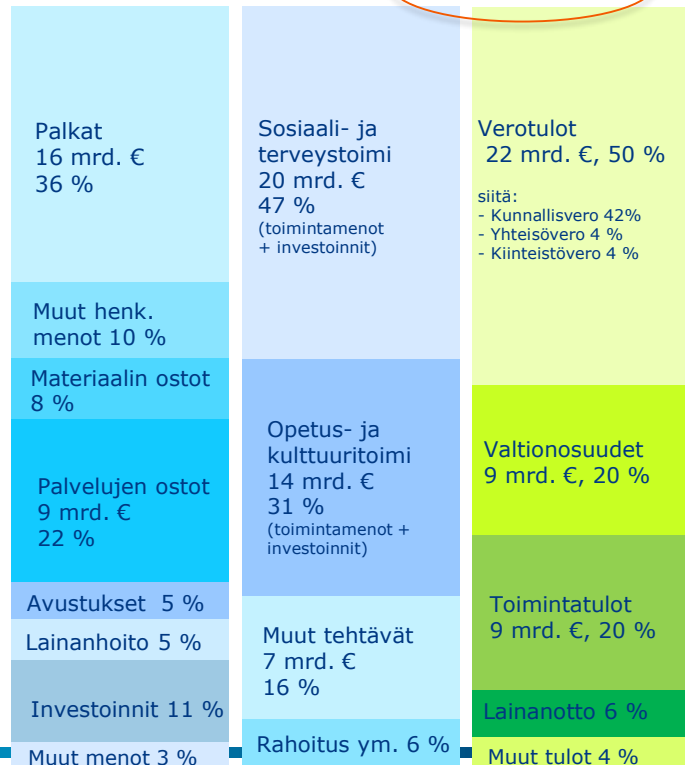 Palkat
16 mrd. €
36 %
Muut henk.
menot 10 %
Materiaalin ostot
8 %
Palvelujen ostot
9 mrd. €
22 %
Avustukset 5 %
Lainanhoito 5 %
Investoinnit 11 %
Muut menot 3 %
Sosiaali- ja
terveystoimi
20 mrd. €
47 %
(toimintamenot
+ investoinnit)
Opetus- ja
kulttuuritoimi
14 mrd. €
31 %
(toimintamenot +
investoinnit)
Muut tehtävät
7 mrd. €
16 %
Rahoitus ym. 6 %
Verotulot
22 mrd. €, 50 %
siitä:
- Kunnallisvero 42%
- Yhteisövero 4 %
- Kiinteistövero 4 %
Valtionosuudet
9 mrd. €, 20 %
Toimintatulot
9 mrd. €, 20 %
Lainanotto 6 %
Muut tulot 4 %